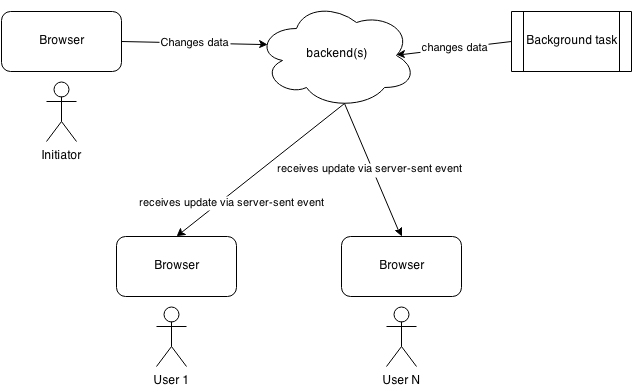 Browser
Changes data
backend(s)
changes data
Background task
Initiator
receives update via server-sent event
receives update via server-sent event
Browser
Browser
User 1
User N